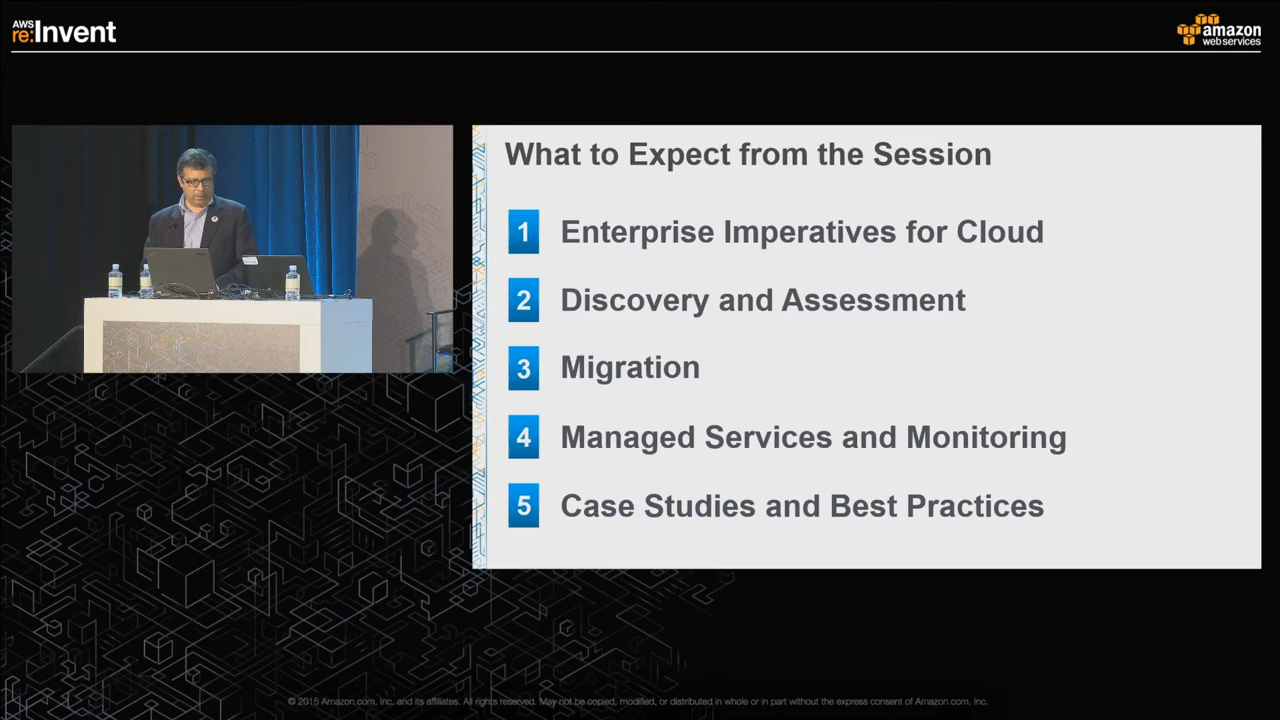 AWS
re:Invent
amazon
web services
What to Expect from the Session
1 Enterprise Imperatives for Cloud
2 Discovery and Assessment
3 Migration
4 Managed Services and Monitoring
5 Case Studies and Best Practices
© 2015 Amazon.com, Inc. and its affiliates. All rights reserved. May not be copied, modified, or distributed in whole or in part without the express consent of Amazon.com, Inc.